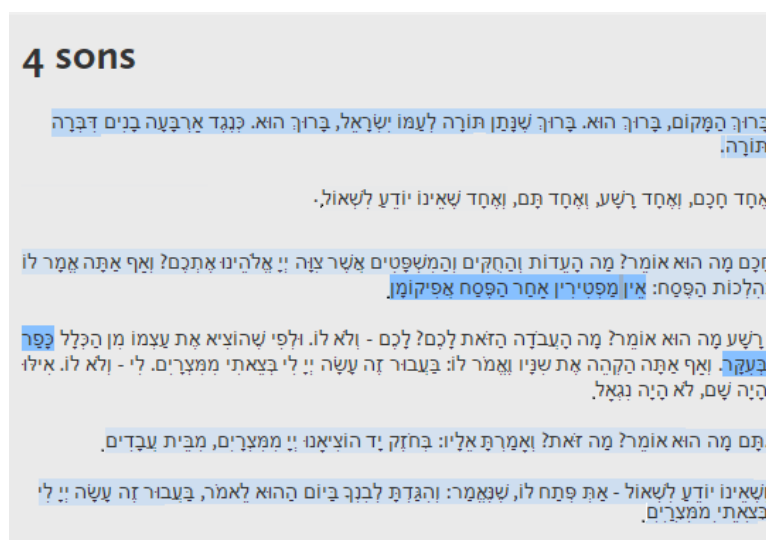 4 sons
בָּרוּךְ הַמָּקוֹם, בָּרוּךְ הוּא. בָּרוּךְ שֶׁנָּתַן תּוֹרָה לְעַמּוֹ יִשְׂרָאֵל, בָּרוּךְ הוּא. כְּנֶגֶד אַרְבָּעָה בָנִים דִּבְּרָה
תּוֹרָה.
אֶחָד חָכָם, וְאֶחָד רָשָׁע, וְאֶחָד תָּם, וְאֶחָד שֶׁאֵינוֹ יוֹדֵעַ לִשְׁאוֹל,.
חָכָם מָה הוּא אוֹמֵר? מַה הָעֵדוֹת וְהַחֻקִּים וְהַמִּשְׁפָּטִים אֲשֶׁר צִוָּה יְיָ אֱלֹהֵינוּ אֶתְכֶם? וְאַף אַתָּה אֱמָר לוֹ
כְּהִלְכוֹת הַפֶּסַח: אֵין מַפְטִירִין אַחַר הַפֶּסַח אֲפִיקוֹמָן.
רָשָׁע מָה הוּא אוֹמֵר? מָה הָעֲבֹדָה הַזֹּאת לָכֶם? לָכֶם - וְלֹא לוֹ. וּלְפִי שֶׁהוֹצִיא אֶת עַצְמוֹ מִן הַכְּלָל כָּפַר
בְּעִקָּר. וְאַף אַתָּה הַקְהֵה אֶת שִׁנָּיו וֶאֱמֹר לוֹ: בַּעֲבוּר זֶה עָשָׂה יְיָ לִי בְּצֵאתִי מִמִּצְרָיִם. לִי - וְלֹא לוֹ. אִילּוּ
הָיָה שָׁם, לֹא הָיָה נִגְאָל.
תָּם מָה הוּא אוֹמֵר? מַה זֹּאת? וְאָמַרְתָּ אֵלָיו: בְּחֹזֶק יָד הוֹצִיאָנוּ יְיָ מִמִּצְרַיִם, מִבֵּית עֲבָדִים.
וְשֶׁאֵינוֹ יוֹדֵעַ לִשְׁאוֹל - אַתְּ פְּתַח לוֹ, שֶׁנֶּאֱמַר: וְהִגַּדְתָּ לְבִנְךָ בַּיּוֹם הַהוּא לֵאמֹר, בַּעֲבוּר זֶה עָשָׂה יְיָ לִי
בְּצֵאתִי מִמִּצְרַיִם.